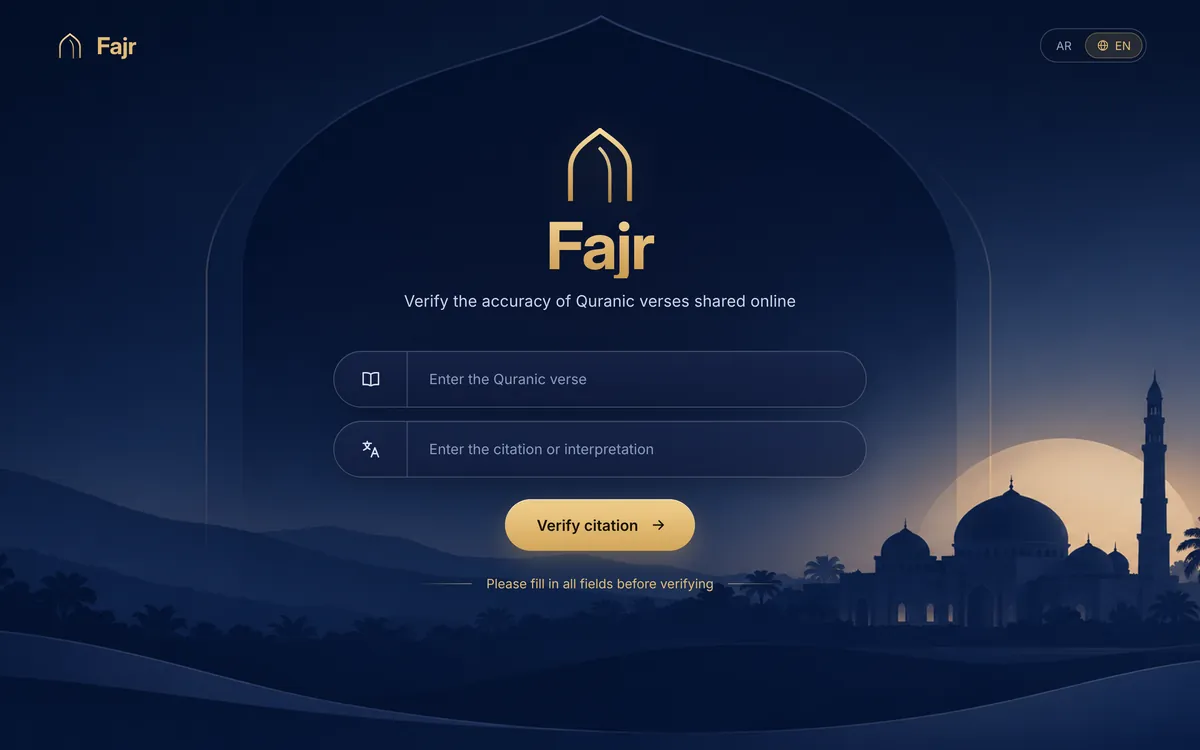 Fajr
AR
EN
Fajr
Verify the accuracy of Quranic verses shared online
Enter the Quranic verse
Enter the citation or interpretation
Verify citation →
Please fill in all fields before verifying